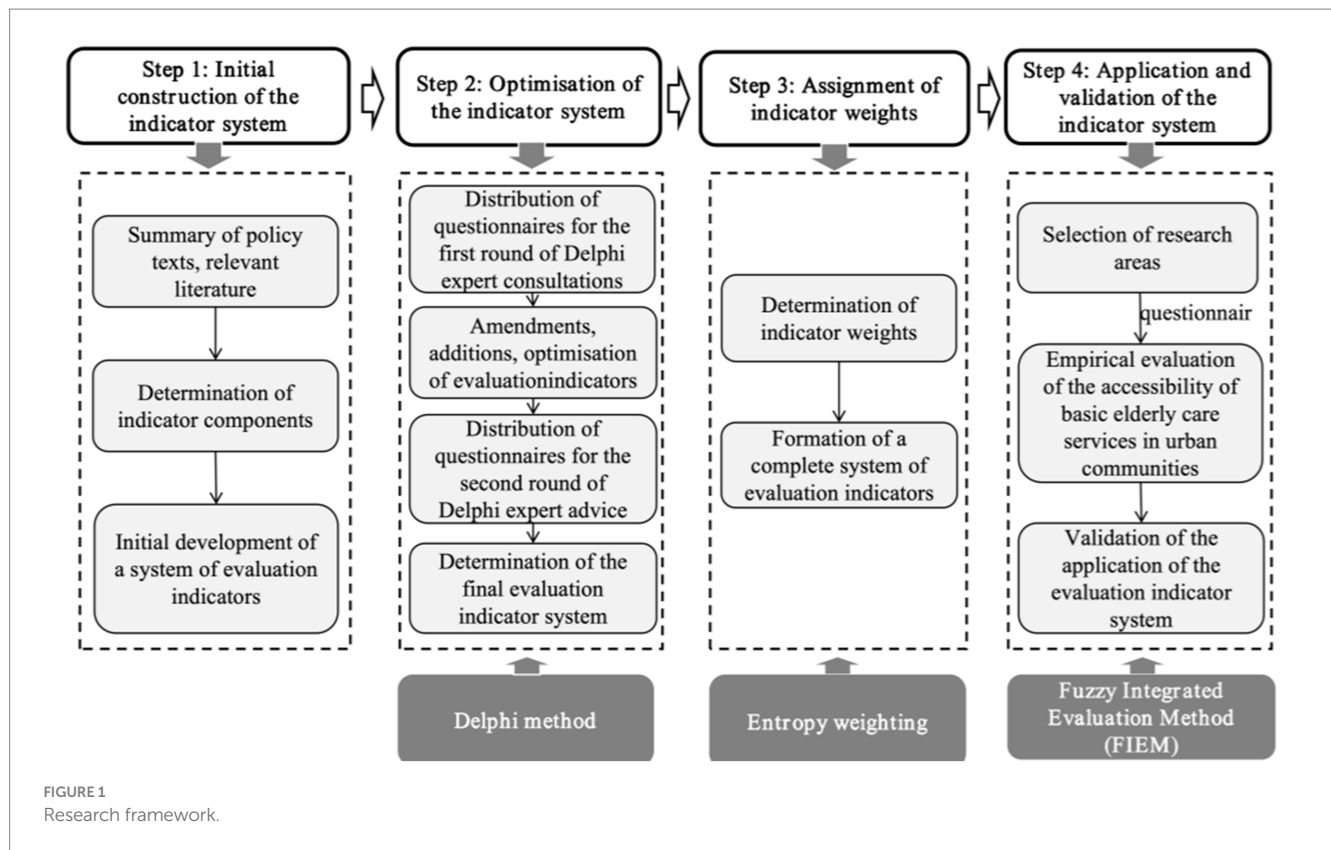 Step 1: Initial
construction of the
indicator system
Step 2: Optimisation of
the indicator system
Step 3: Assignment of
indicator weights
Step 4: Application and
validation of the
indicator system
Summary of policy
texts, relevant
literature
Determination of
indicator components
Initial development of
a system of evaluation
indicators
Distribution of
questionnaires for the
first round of Delphi
expert consultations
Amendments,
additions, optimisation
of evaluationindicators
Distribution of
questionnaires for the
second round of
Delphi expert advice
Determination of the
final evaluation
indicator system
Delphi method
Determination of
indicator weights
Formation of a
complete system of
evaluation indicators
Entropy weighting
Selection of research
areas
questionnair
Empirical evaluation
of the accessibility of
basic elderly care
services in urban
communities
Validation of the
application of the
evaluation indicator
system
Fuzzy Integrated
Evaluation Method
(FIEM)
FIGURE 1
Research framework.